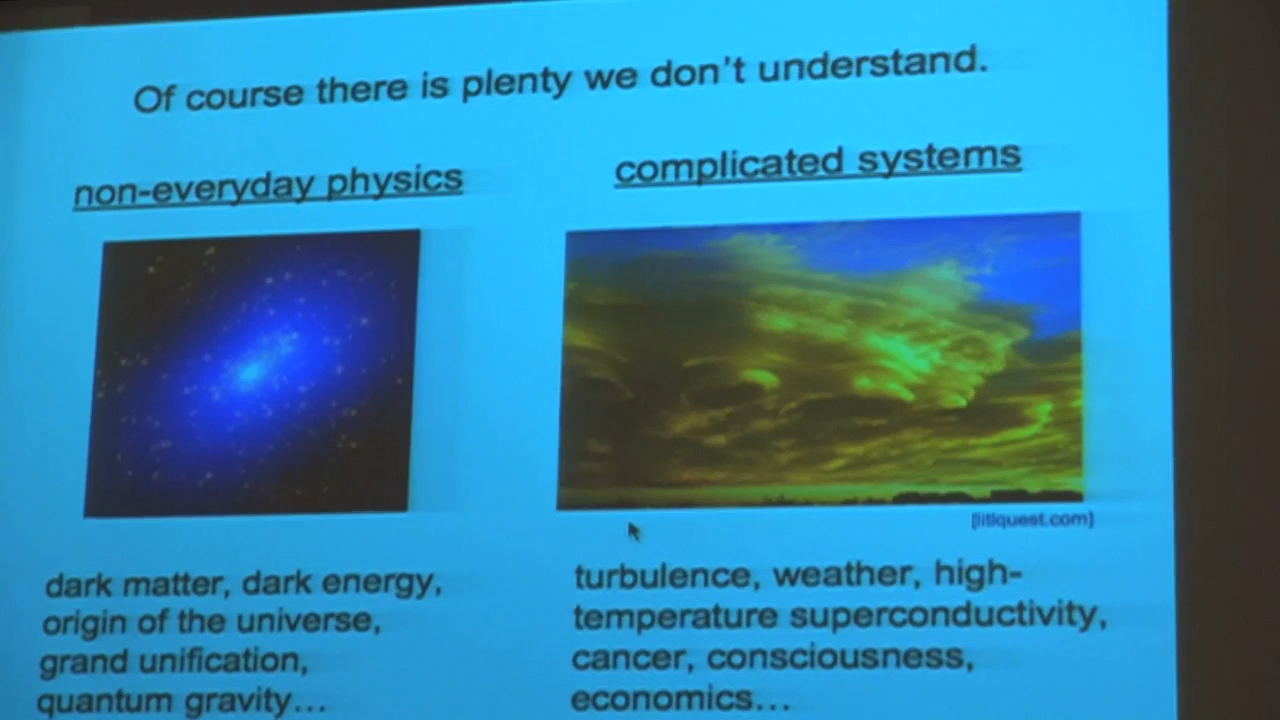 Of course there is plenty we don't understand.
non-everyday physics
complicated systems
[litlquest.com]
dark matter, dark energy,
origin of the universe,
grand unification,
quantum gravity...
turbulence, weather, high-
temperature superconductivity,
cancer, consciousness,
economics...